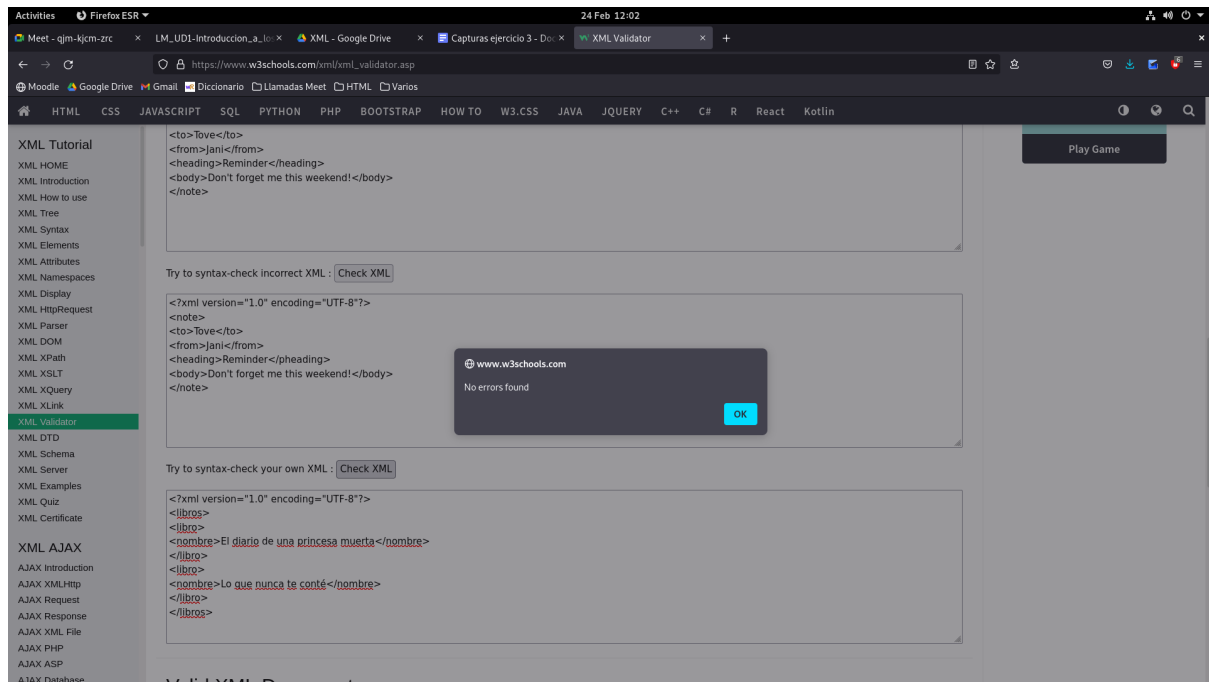 Activities Firefox ESR 24 Feb 12:02
Meet - qjm-kjcm-zrc LM_UD1-Introduccion_a_los XML - Google Drive Capturas ejercicio 3 - Doc XML Validator
https://www.w3schools.com/xml/xml_validator.asp
Moodle Google Drive Gmail Diccionario Llamadas Meet HTML Varios
HTML CSS JAVASCRIPT SQL PYTHON PHP BOOTSTRAP HOW TO W3.CSS JAVA JQUERY C++ C# R React Kotlin
XML Tutorial
XML HOME
XML Introduction
XML How to use
XML Tree
XML Syntax
XML Elements
XML Attributes
XML Namespaces
XML Display
XML HttpRequest
XML Parser
XML DOM
XML XPath
XML XSLT
XML XQuery
XML XLink
XML Validator
XML DTD
XML Schema
XML Server
XML Examples
XML Quiz
XML Certificate
XML AJAX
AJAX Introduction
AJAX XMLHttp
AJAX Request
AJAX Response
AJAX XML File
AJAX PHP
AJAX ASP
AJAX Database
<to>Tove</to>
<from>Jani</from>
<heading>Reminder</heading>
<body>Don't forget me this weekend!</body>
</note>
Try to syntax-check incorrect XML : Check XML
<?xml version="1.0" encoding="UTF-8"?>
<note>
<to>Tove</to>
<from>Jani</from>
<heading>Reminder</pheading>
<body>Don't forget me this weekend!</body>
</note>
www.w3schools.com
No errors found
OK
Try to syntax-check your own XML : Check XML
<?xml version="1.0" encoding="UTF-8"?>
<libros>
<libro>
<nombre>El diario de una princesa muerta</nombre>
</libro>
<libro>
<nombre>Lo que nunca te conté</nombre>
</libro>
</libros>
Play Game